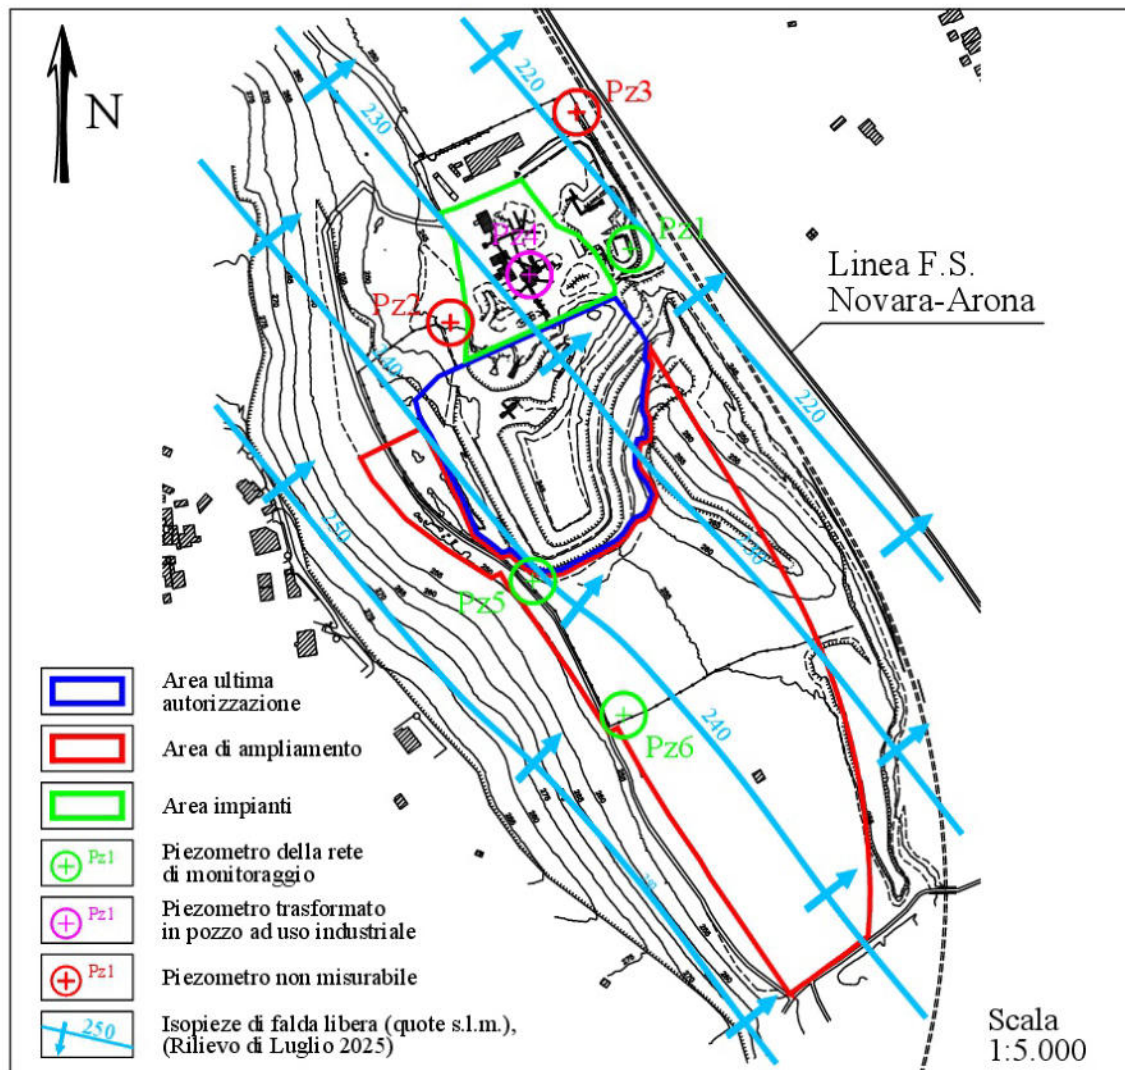 N
220
230
Pz3
Pz4
Pz1
Pz2
Linea F.S.
Novara-Arona
240
220
250
230
Pz5
240
Pz6
Area ultima
autorizzazione
Area di ampliamento
Area impianti
Pz1
Piezometro della rete
di monitoraggio
Pz1
Piezometro trasformato
in pozzo ad uso industriale
Pz1
Piezometro non misurabile
250
Isopieze di falda libera (quote s.l.m.),
(Rilievo di Luglio 2025)
Scala
1:5.000